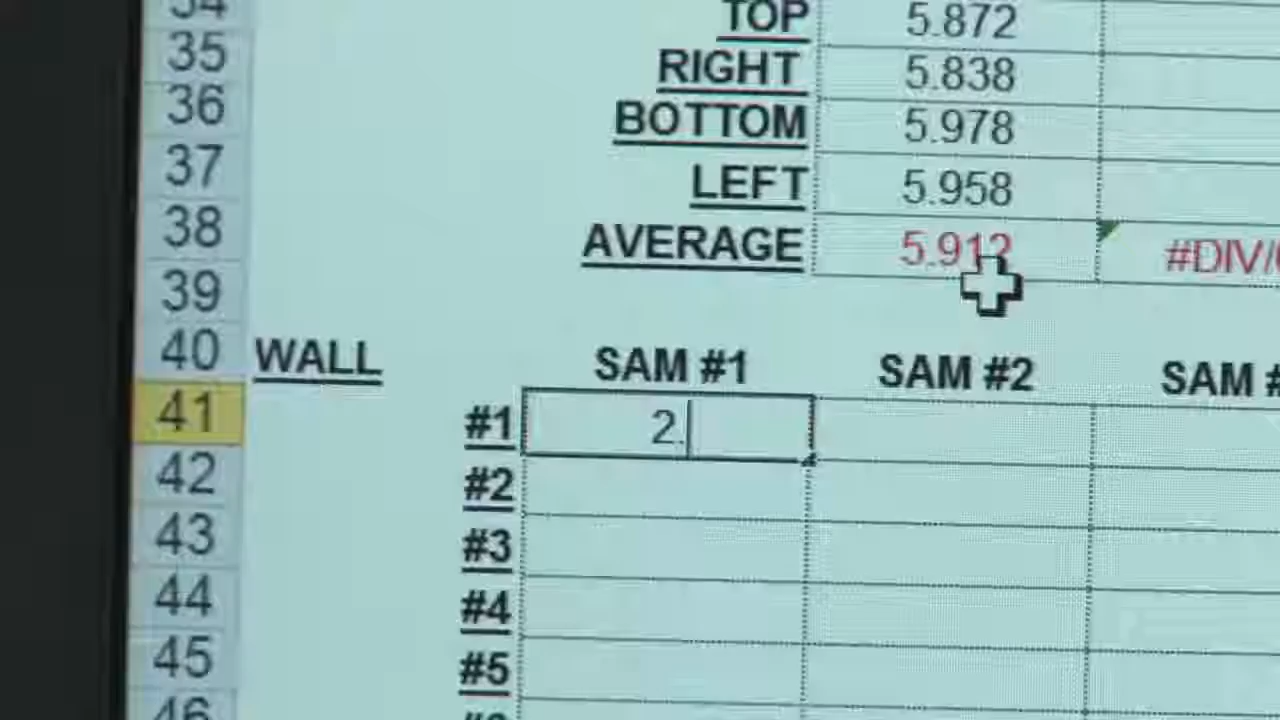 34 TOP 5.872
35 RIGHT 5.838
36 BOTTOM 5.978
37 LEFT 5.958
38 AVERAGE 5.912 #DIV/
39
40 WALL SAM #1 SAM #2 SAM #
41 #1 2.
42 #2
43 #3
44 #4
45 #5
46